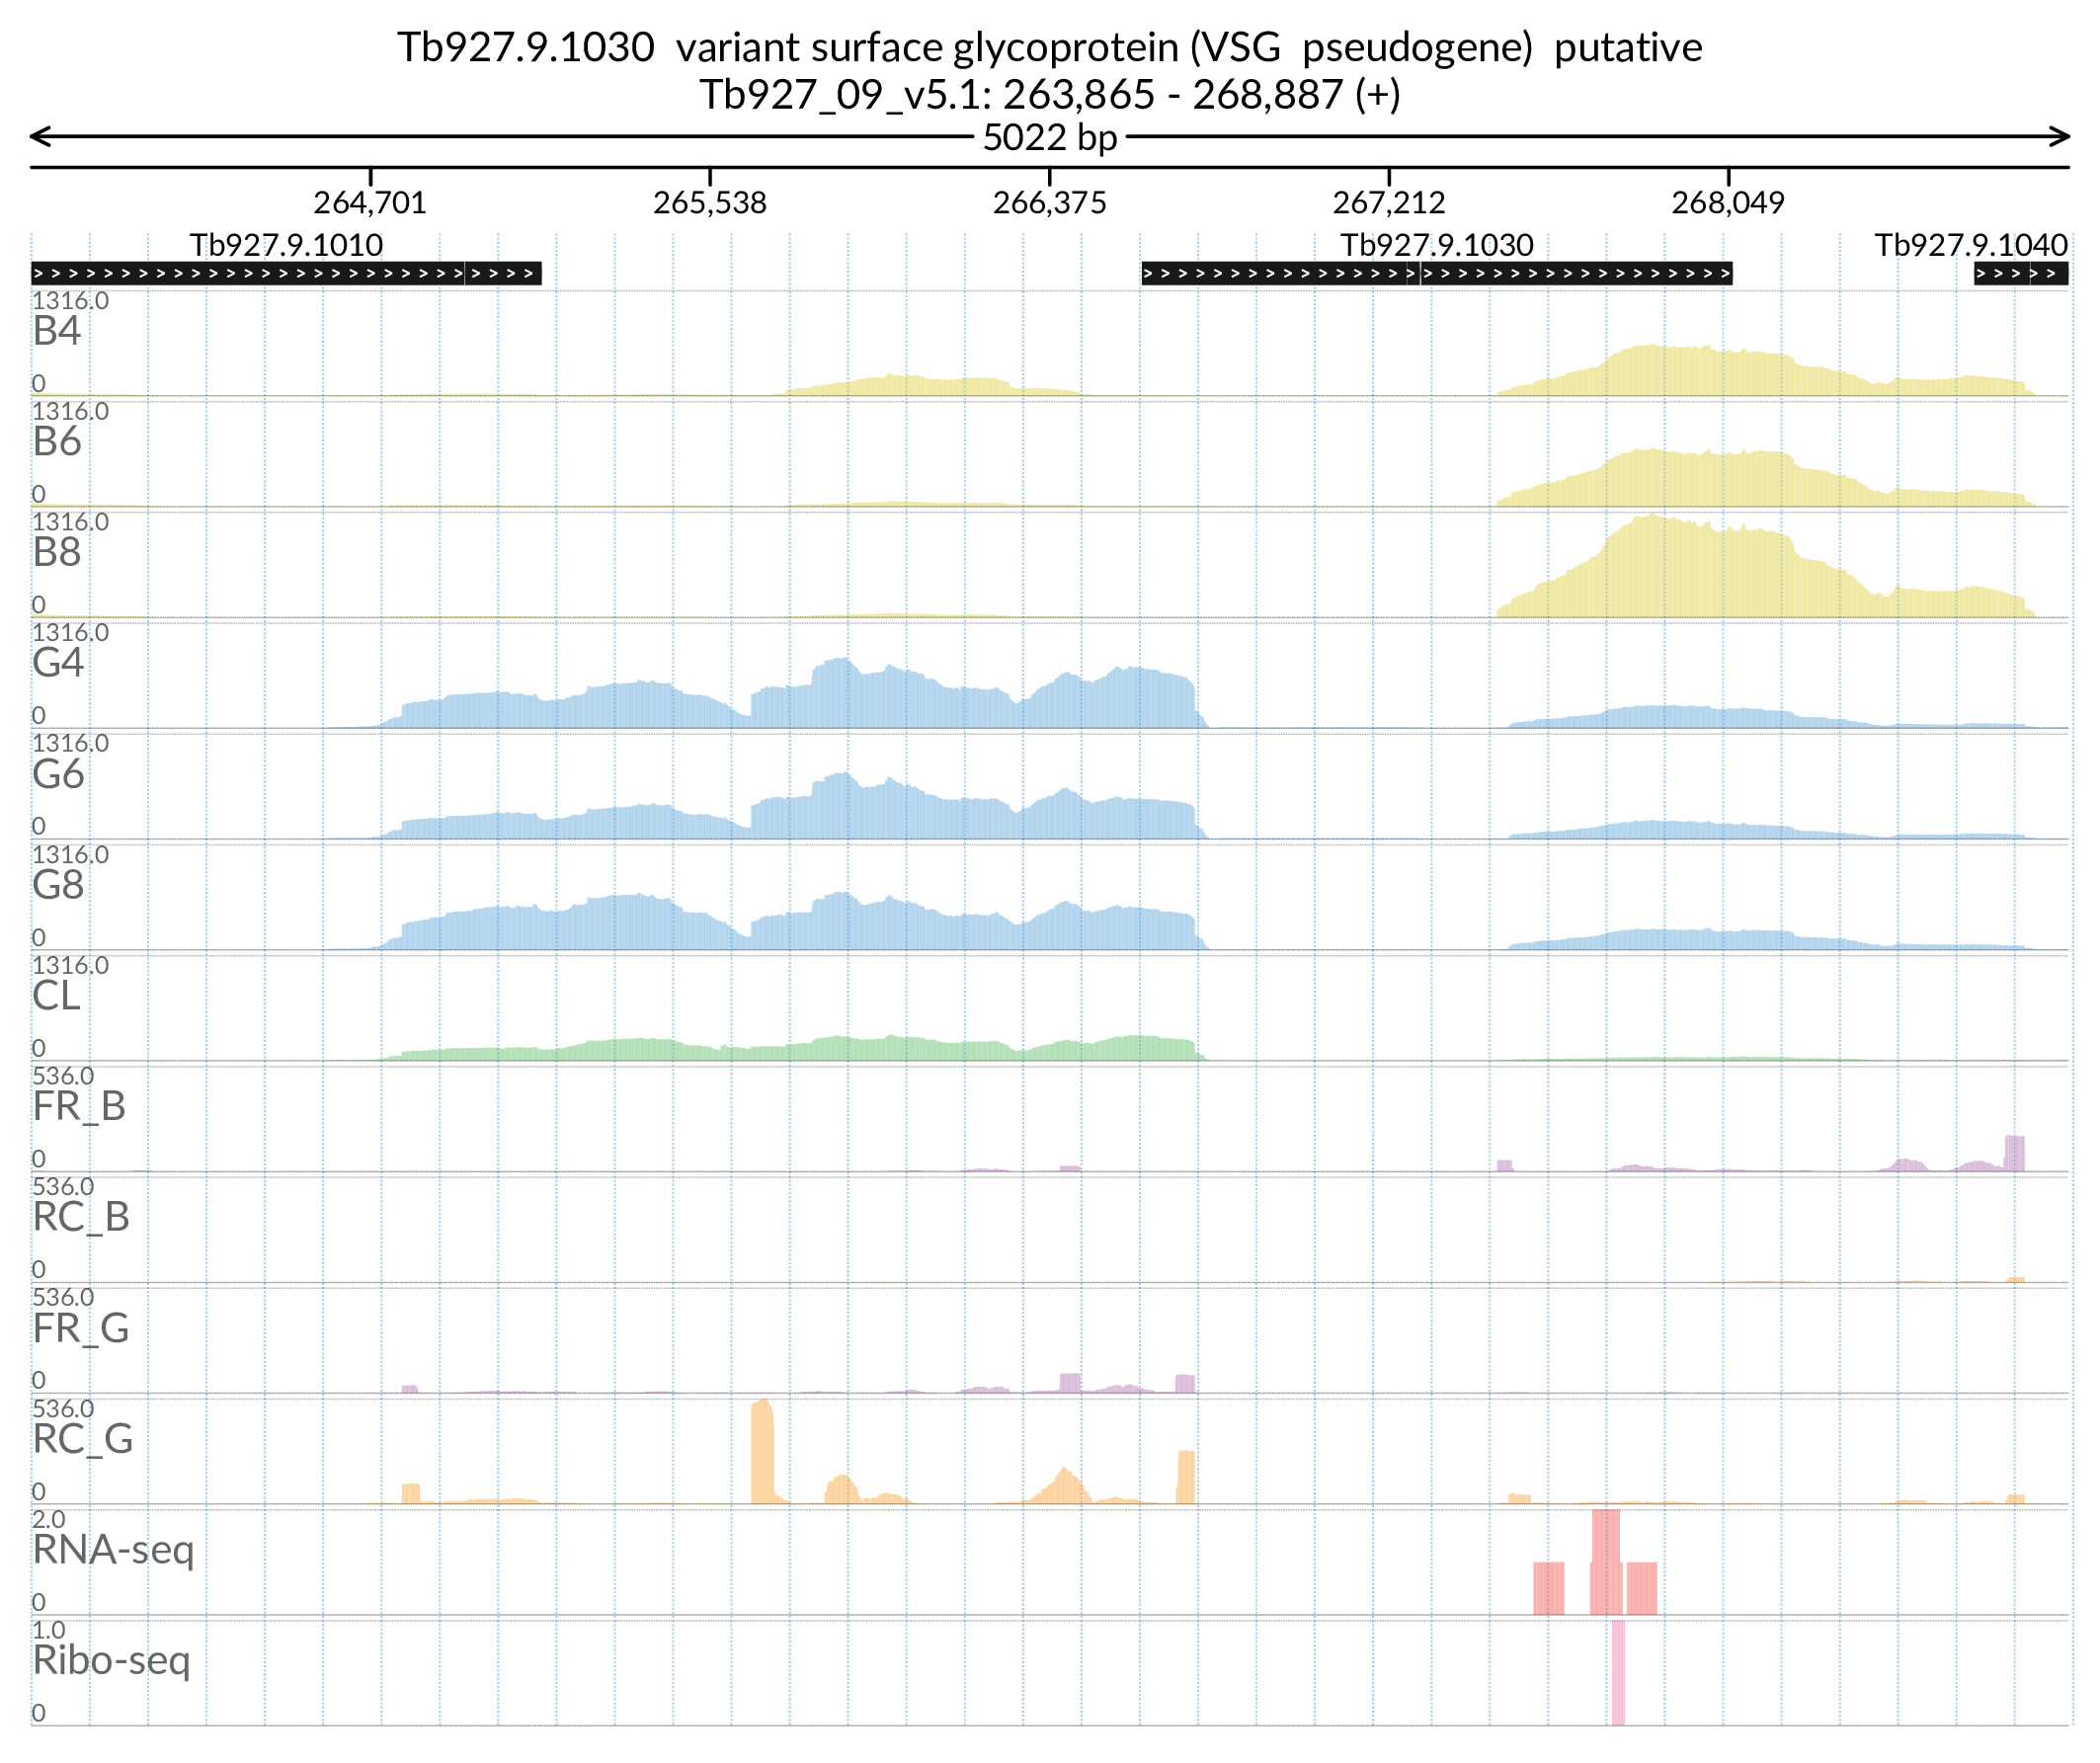 Tb927.9.1030 variant surface glycoprotein (VSG pseudogene) putative
Tb927_09_v5.1: 263,865 - 268,887 (+)
5022 bp
264,701 265,538 266,375 267,212 268,049
Tb927.9.1010 Tb927.9.1030 Tb927.9.1040
1316.0
B4
0
1316.0
B6
0
1316.0
B8
0
1316.0
G4
0
1316.0
G6
0
1316.0
G8
0
1316.0
CL
0
536.0
FR_B
0
536.0
RC_B
0
536.0
FR_G
0
536.0
RC_G
0
2.0
RNA-seq
0
1.0
Ribo-seq
0